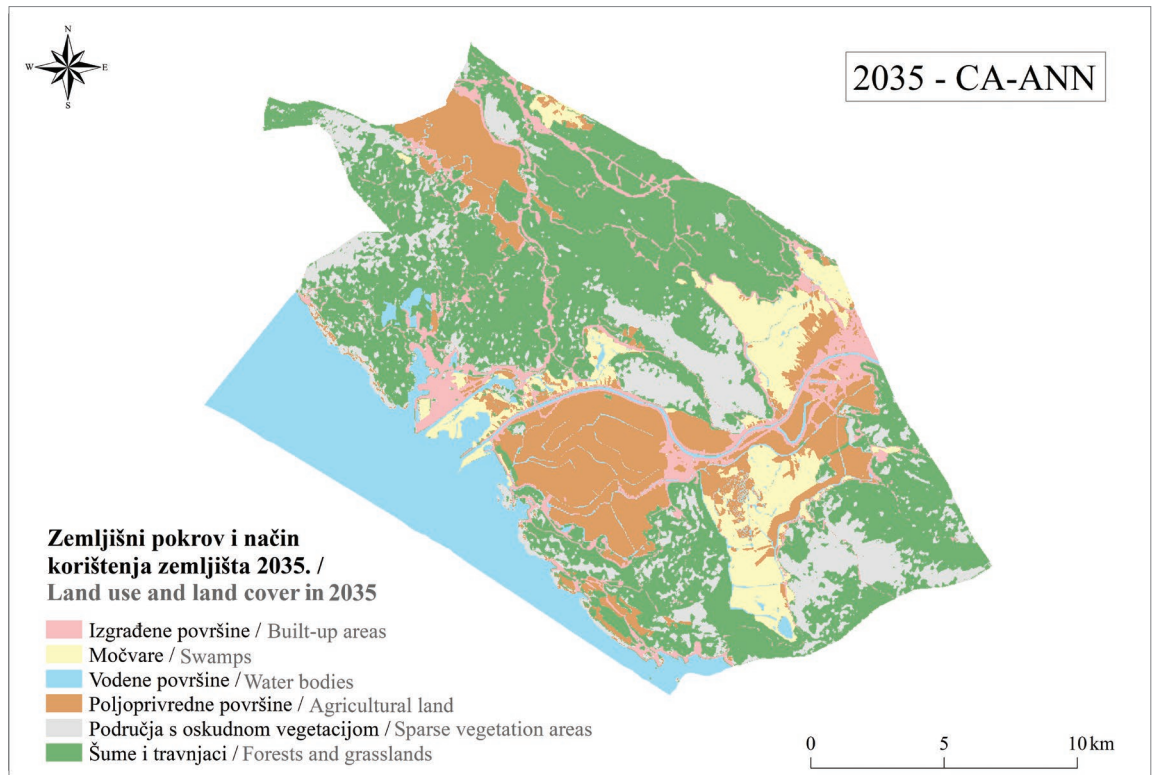 N
W E
S
2035 - CA-ANN
Zemljišni pokrov i način
korištenja zemljišta 2035. /
Land use and land cover in 2035
Izgrađene površine / Built-up areas
Močvare / Swamps
Vodene površine / Water bodies
Poljoprivredne površine / Agricultural land
Područja s oskudnom vegetacijom / Sparse vegetation areas
Šume i travnjaci / Forests and grasslands
0 5 10 km